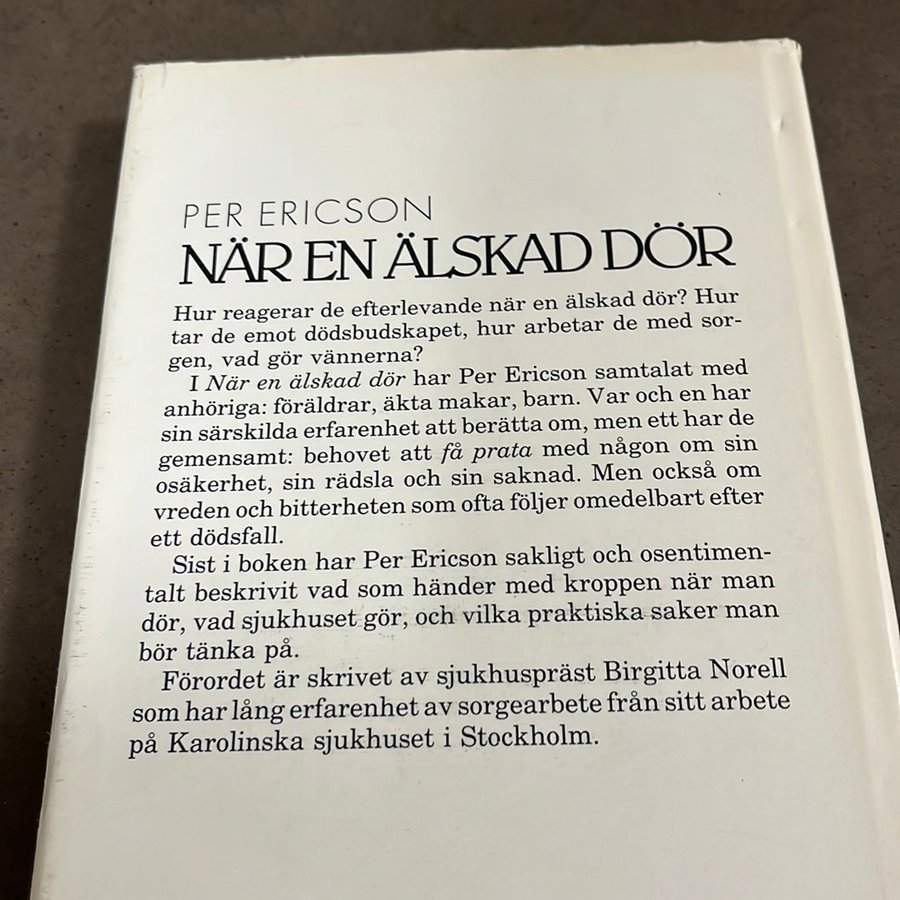 PER ERICSON
NÄR EN ÄLSKAD DÖR
Hur reagerar de efterlevande när en älskad dör? Hur
tar de emot dödsbudskapet, hur arbetar de med sor-
gen, vad gör vännerna?
I När en älskad dör har Per Ericson samtalat med
anhöriga: föräldrar, äkta makar, barn. Var och en har
sin särskilda erfarenhet att berätta om, men ett har de
gemensamt: behovet att få prata med någon om sin
osäkerhet, sin rädsla och sin saknad. Men också om
vreden och bitterheten som ofta följer omedelbart efter
ett dödsfall.
Sist i boken har Per Ericson sakligt och osentimen-
talt beskrivit vad som händer med kroppen när man
dör, vad sjukhuset gör, och vilka praktiska saker man
bör tänka på.
Förordet är skrivet av sjukhuspräst Birgitta Norell
som har lång erfarenhet av sorgearbete från sitt arbete
på Karolinska sjukhuset i Stockholm.